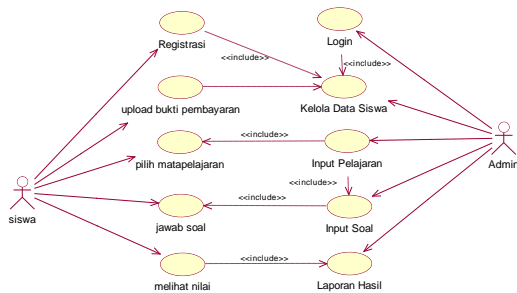 Registrasi
Login
<<include>>
<<include>>
upload bukti pembayaran
Kelola Data Siswa
<<include>>
pilih matapelajaran
Input Pelajaran
Admin
<<include>>
siswa
<<include>>
jawab soal
Input Soal
<<include>>
melihat nilai
Laporan Hasil